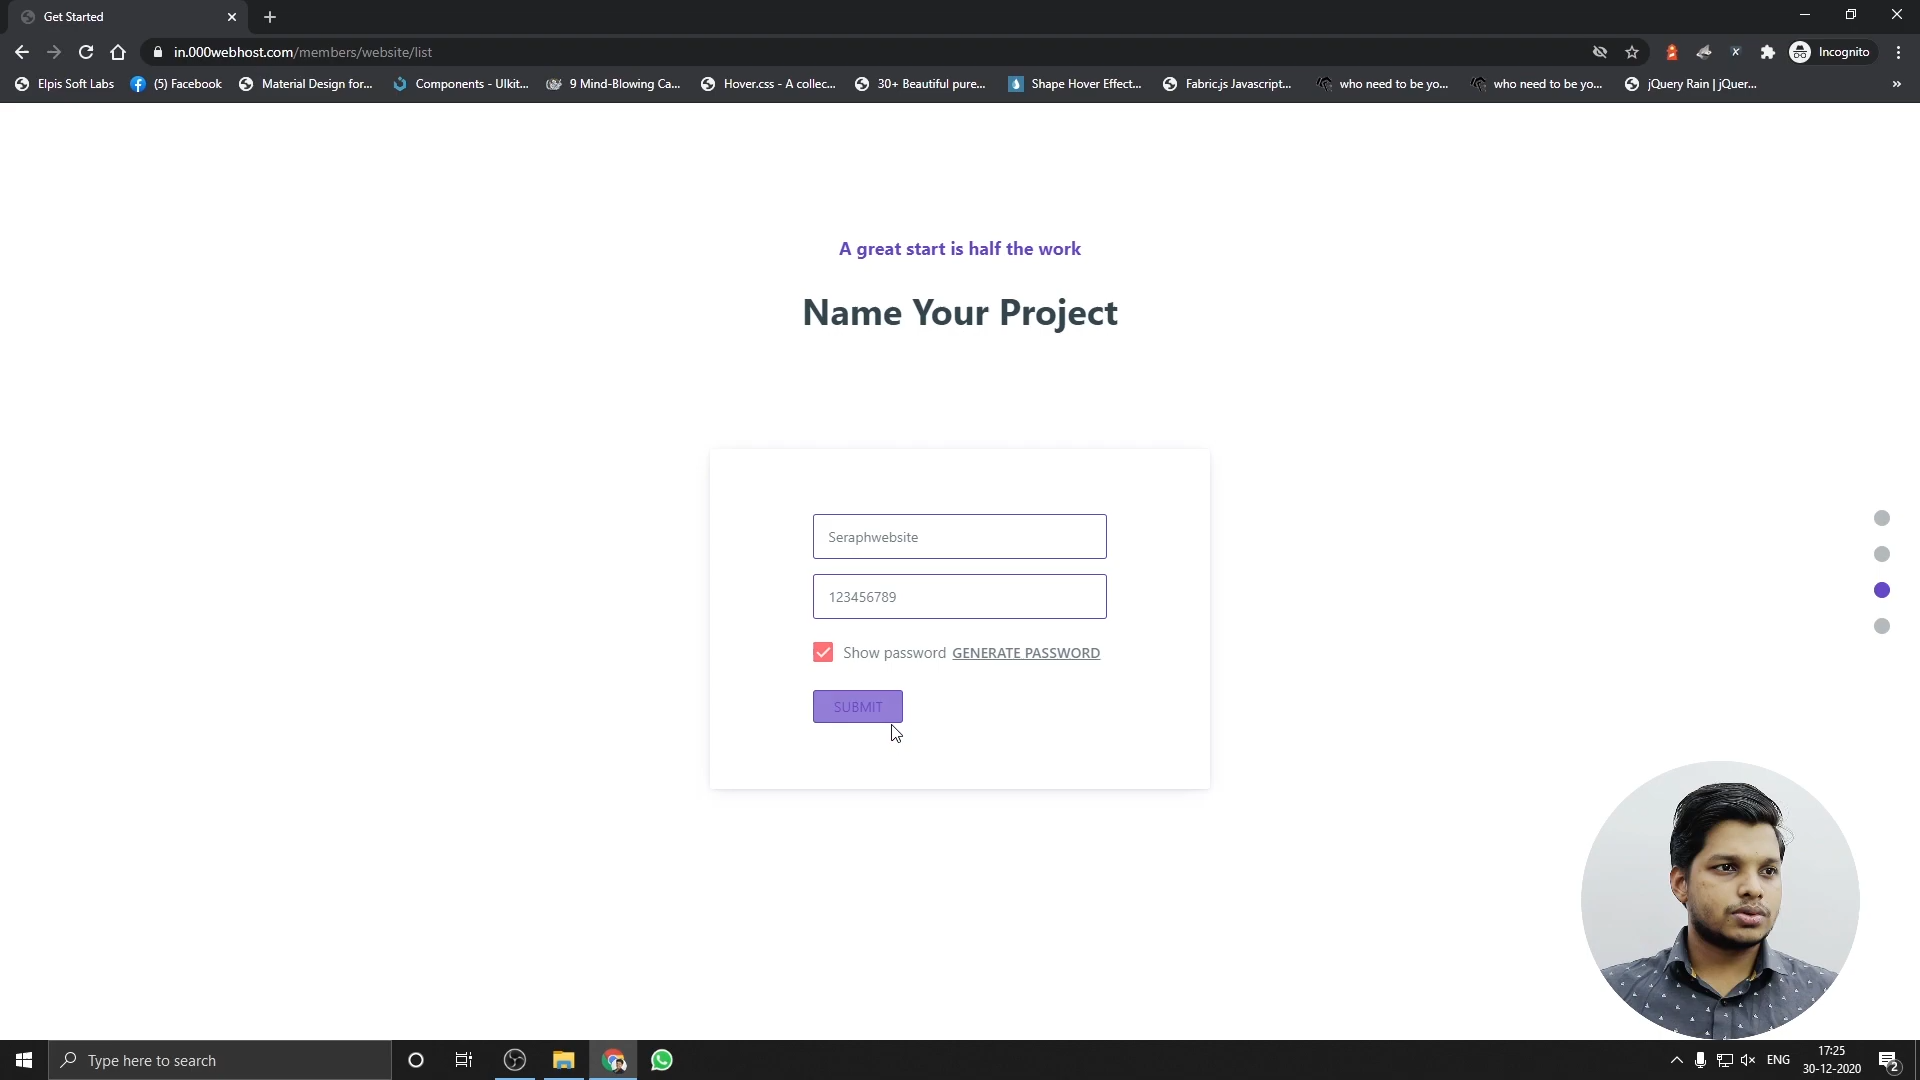 Get Started
in.000webhost.com/members/website/list
Incognito
Elpis Soft Labs
(5) Facebook
Material Design for...
Components - UIkit...
9 Mind-Blowing Ca...
Hover.css - A collec...
30+ Beautiful pure...
Shape Hover Effect...
Fabric.js Javascript...
who need to be yo...
who need to be yo...
jQuery Rain | jQuer...
»
A great start is half the work
Name Your Project
Seraphwebsite
123456789
Show password GENERATE PASSWORD
SUBMIT
Type here to search
ENG
17:25
30-12-2020
2